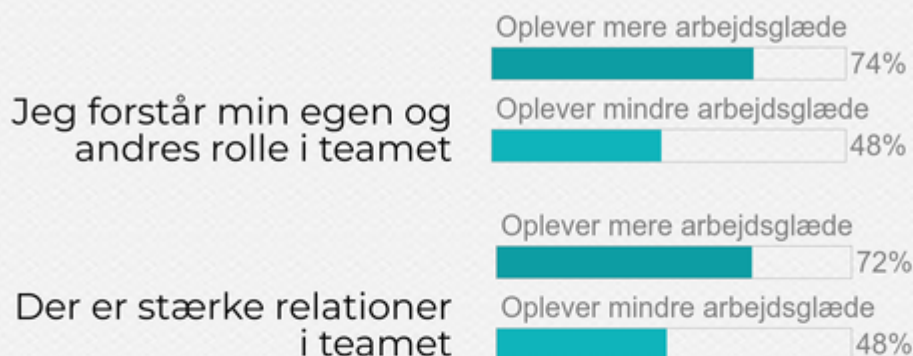 Oplever mere arbejdsglæde
74%
Jeg forstår min egen og
andres rolle i teamet
Oplever mindre arbejdsglæde
48%
Oplever mere arbejdsglæde
72%
Der er stærke relationer
i teamet
Oplever mindre arbejdsglæde
48%